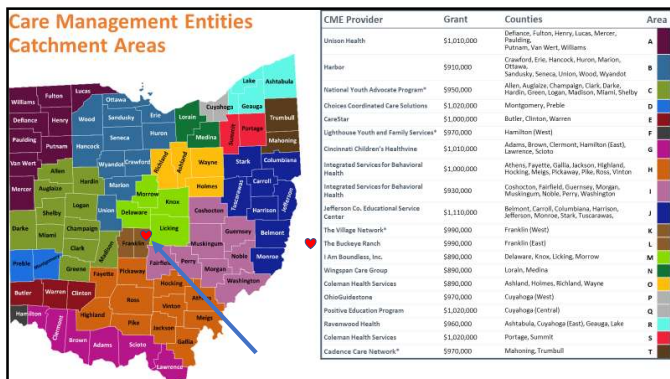 Care Management Entities
Catchment Areas
Williams
Fulton
Lucas
Defiance
Henry
Wood
Ottawa
Sandusky
Erie
Lorain
Cuyahoga
Lake
Ashtabula
Geauga
Trumbull
Paulding
Putnam
Hancock
Seneca
Huron
Medina
Summit
Portage
Mahoning
Van Wert
Allen
Wyandot
Crawford
Richland
Ashland
Wayne
Stark
Columbiana
Mercer
Auglaize
Hardin
Marion
Morrow
Holmes
Carroll
Jefferson
Tuscarawas
Shelby
Logan
Union
Delaware
Knox
Coshocton
Harrison
Darke
Miami
Champaign
Clark
Madison
Franklin
Licking
Muskingum
Guernsey
Belmont
Preble
Montgomery
Greene
Fayette
Pickaway
Fairfield
Perry
Morgan
Noble
Monroe
Washington
Butler
Warren
Clinton
Ross
Hocking
Vinton
Meigs
Hamilton
Clermont
Highland
Pike
Jackson
Gallia
Brown
Adams
Scioto
Lawrence
CME Provider Grant Counties Area
Unison Health $1,010,000 Defiance, Fulton, Henry, Lucas, Mercer,
Paulding,
Putnam, Van Wert, Williams A
Harbor $910,000 Crawford, Erie, Hancock, Huron, Marion,
Ottawa,
Sandusky, Seneca, Union, Wood, Wyandot B
National Youth Advocate Program* $950,000 Allen, Auglaize, Champaign, Clark, Darke,
Hardin, Green, Logan, Madison, Miami, Shelby C
Choices Coordinated Care Solutions $1,020,000 Montgomery, Preble D
CareStar $1,000,000 Butler, Clinton, Warren E
Lighthouse Youth and Family Services* $970,000 Hamilton (West) F
Cincinnati Children's Healthvine $1,010,000 Adams, Brown, Clermont, Hamilton (East),
Lawrence, Scioto G
Integrated Services for Behavioral
Health $1,000,000 Athens, Fayette, Gallia, Jackson, Highland,
Hocking, Meigs, Pickaway, Pike, Ross, Vinton H
Integrated Services for Behavioral
Health $930,000 Coshocton, Fairfield, Guernsey, Morgan,
Muskingum, Noble, Perry, Washington I
Jefferson Co. Educational Service
Center $1,110,000 Belmont, Carroll, Columbiana, Harrison,
Jefferson, Monroe, Stark, Tuscarawas, J
The Village Network* $990,000 Franklin (West) K
The Buckeye Ranch $990,000 Franklin (East) L
I Am Boundless, Inc. $890,000 Delaware, Knox, Licking, Morrow M
Wingspan Care Group $890,000 Lorain, Medina N
Coleman Health Services $890,000 Ashland, Holmes, Richland, Wayne O
OhioGuidestone $970,000 Cuyahoga (West) P
Positive Education Program $1,020,000 Cuyahoga (Central) Q
Ravenwood Health $960,000 Ashtabula, Cuyahoga (East), Geauga, Lake R
Coleman Health Services $1,020,000 Portage, Summit S
Cadence Care Network* $970,000 Mahoning, Trumbull T